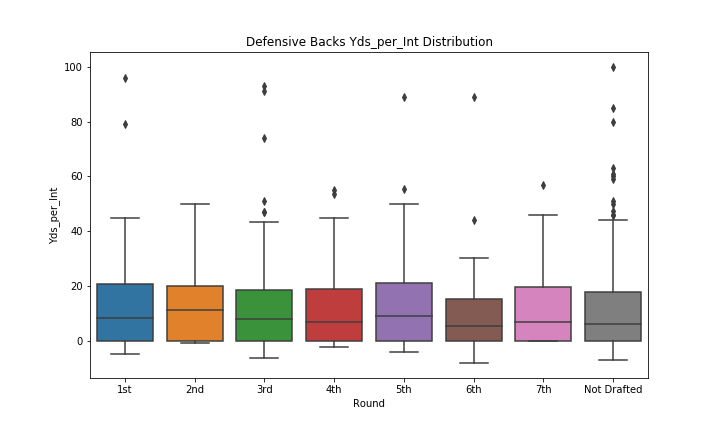 Defensive Backs Yds_per_Int Distribution
100
80
60
40
20
0
Yds_per_Int
1st 2nd 3rd 4th 5th 6th 7th Not Drafted
Round